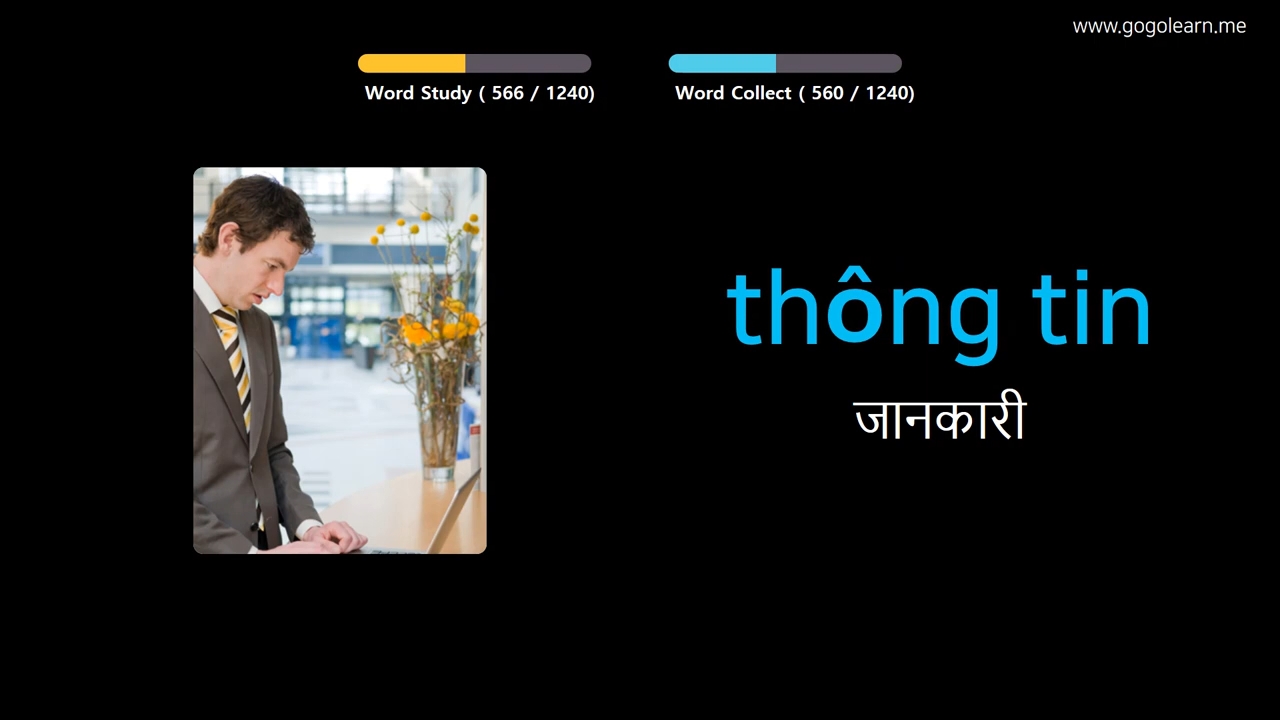 www.gogolearn.me
Word Study ( 566 / 1240)
Word Collect ( 560 / 1240)
thông tin
जानकारी